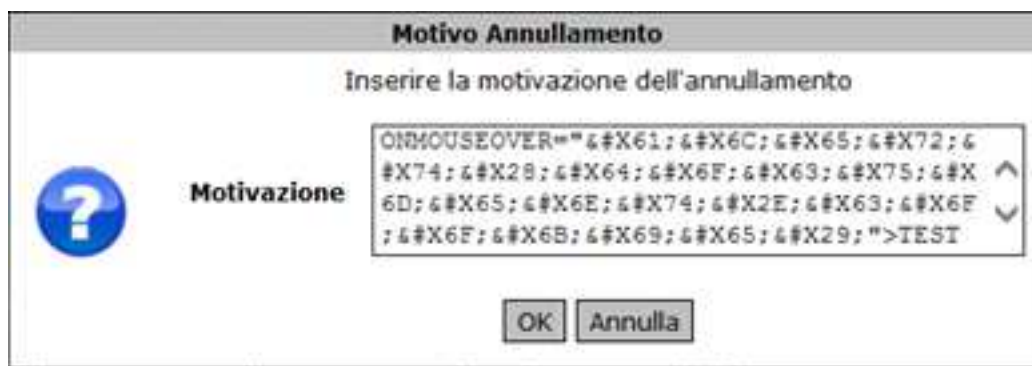 Motivo Annullamento
Inserire la motivazione dell'annullamento
Motivazione
ONMOUSEOVER="&#X61;&#X6C;&#X65;&#X72;&
#X74;&#X28;&#X64;&#X6F;&#X63;&#X75;&#X
6D;&#X65;&#X6E;&#X74;&#X2E;&#X63;&#X6F
;&#X6F;&#X6B;&#X69;&#X65;&#X29;">TEST
OK Annulla